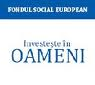 FONDUL SOCIAL EUROPEAN
Investeşte în
OAMENI